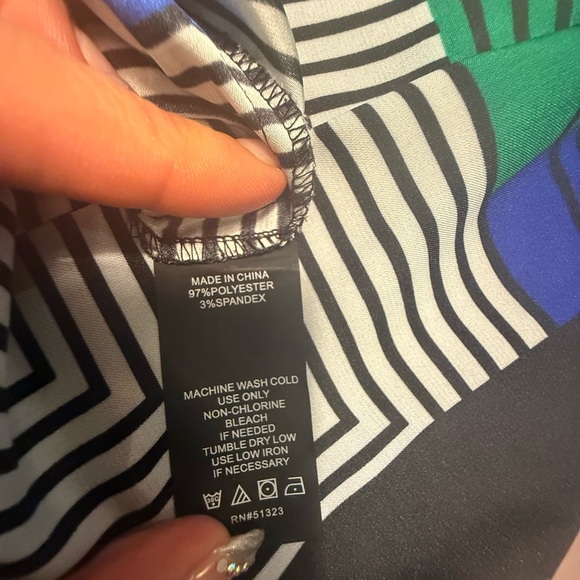 MADE IN CHINA
97%POLYESTER
3%SPANDEX
MACHINE WASH COLD
USE ONLY
NON-CHLORINE
BLEACH
IF NEEDED
TUMBLE DRY LOW
USE LOW IRON
IF NECESSARY
RN#51323